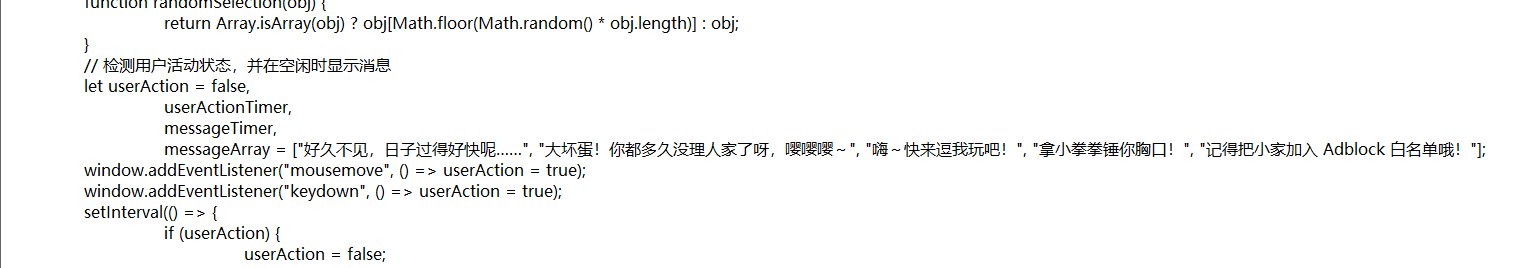 function randomSelection(obj) {
return Array.isArray(obj) ? obj[Math.floor(Math.random() * obj.length)] : obj;
}
// 检测用户活动状态，并在空闲时显示消息
let userAction = false,
userActionTimer,
messageTimer,
messageArray = ["好久不见，日子过得好快呢……", "大坏蛋！你都多久没理人家了呀，嘤嘤嘤～", "嗨～快来逗我玩吧！", "拿小拳拳锤你胸口！", "记得把小家加入 Adblock 白名单哦！"];
window.addEventListener("mousemove", () => userAction = true);
window.addEventListener("keydown", () => userAction = true);
setInterval(() => {
if (userAction) {
userAction = false;